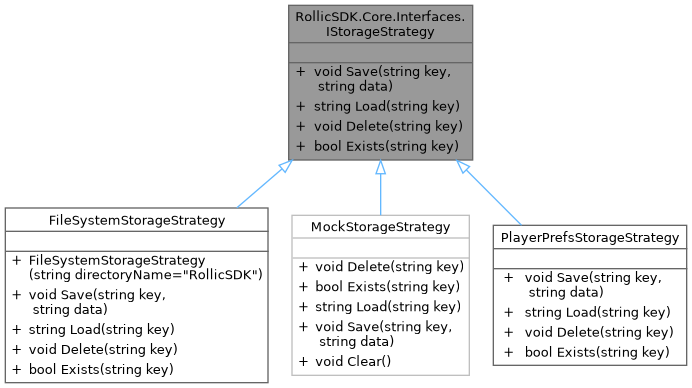 RollicSDK.Core.Interfaces.
IStorageStrategy
+ void Save(string key,
string data)
+ string Load(string key)
+ void Delete(string key)
+ bool Exists(string key)
FileSystemStorageStrategy
+ FileSystemStorageStrategy
(string directoryName="RollicSDK")
+ void Save(string key,
string data)
+ string Load(string key)
+ void Delete(string key)
+ bool Exists(string key)
MockStorageStrategy
+ void Delete(string key)
+ bool Exists(string key)
+ string Load(string key)
+ void Save(string key,
string data)
+ void Clear()
PlayerPrefsStorageStrategy
+ void Save(string key,
string data)
+ string Load(string key)
+ void Delete(string key)
+ bool Exists(string key)